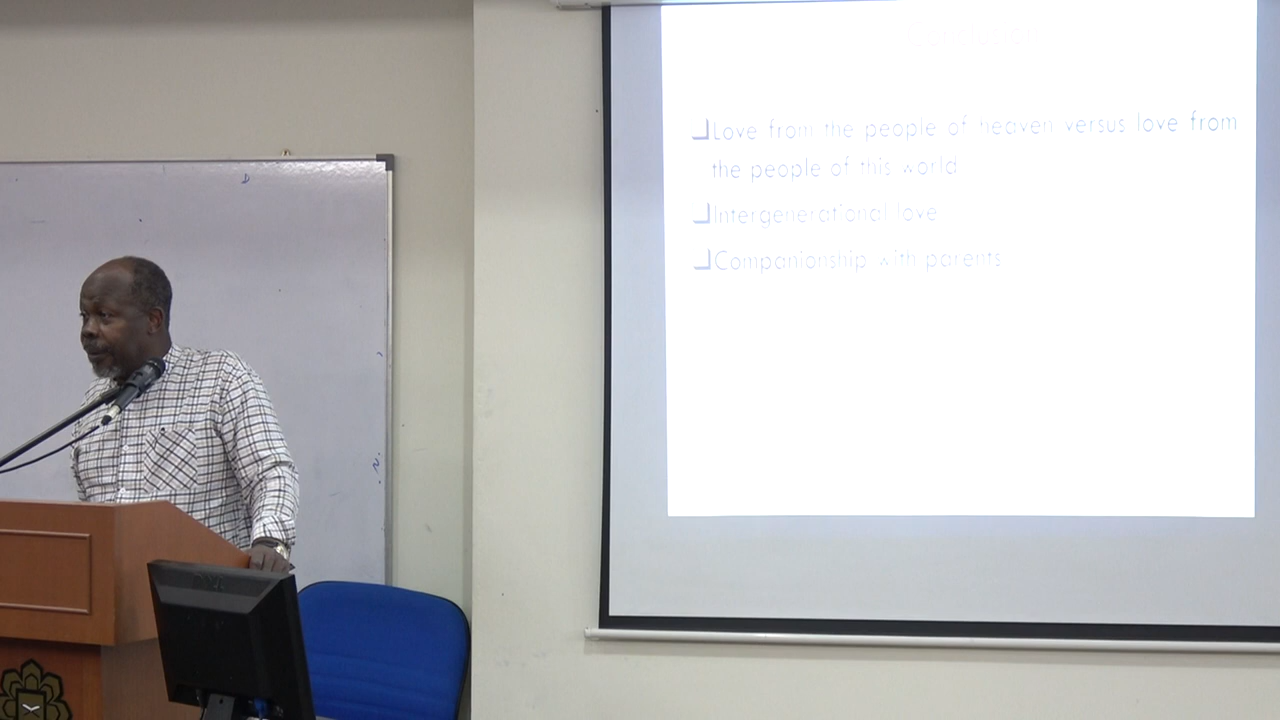 Conclusion
Love from the people of heaven versus love from
the people of this world
Intergenerational love
Companionship with parents